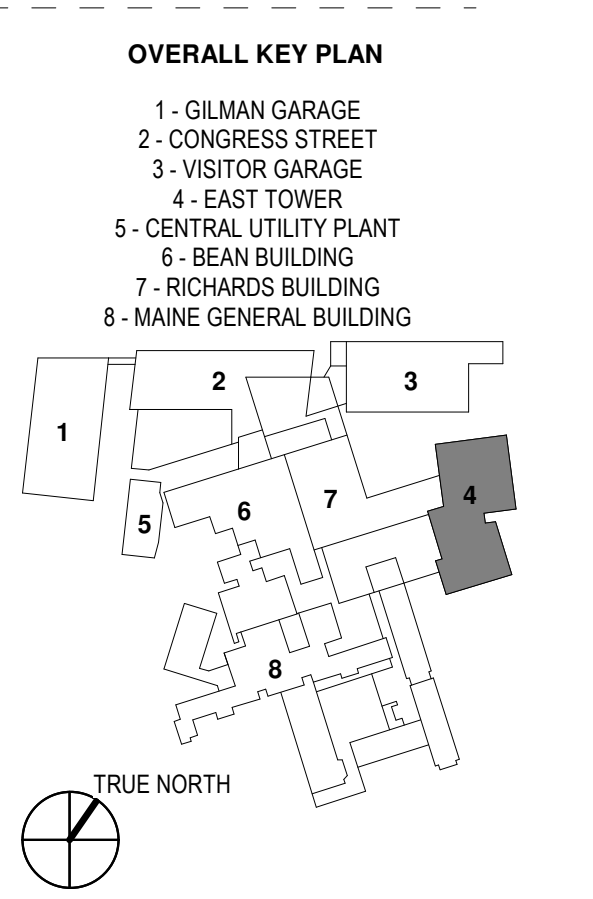 OVERALL KEY PLAN
1 - GILMAN GARAGE
2 - CONGRESS STREET
3 - VISITOR GARAGE
4 - EAST TOWER
5 - CENTRAL UTILITY PLANT
6 - BEAN BUILDING
7 - RICHARDS BUILDING
8 - MAINE GENERAL BUILDING
2
3
1
4
7
6
5
8
TRUE NORTH